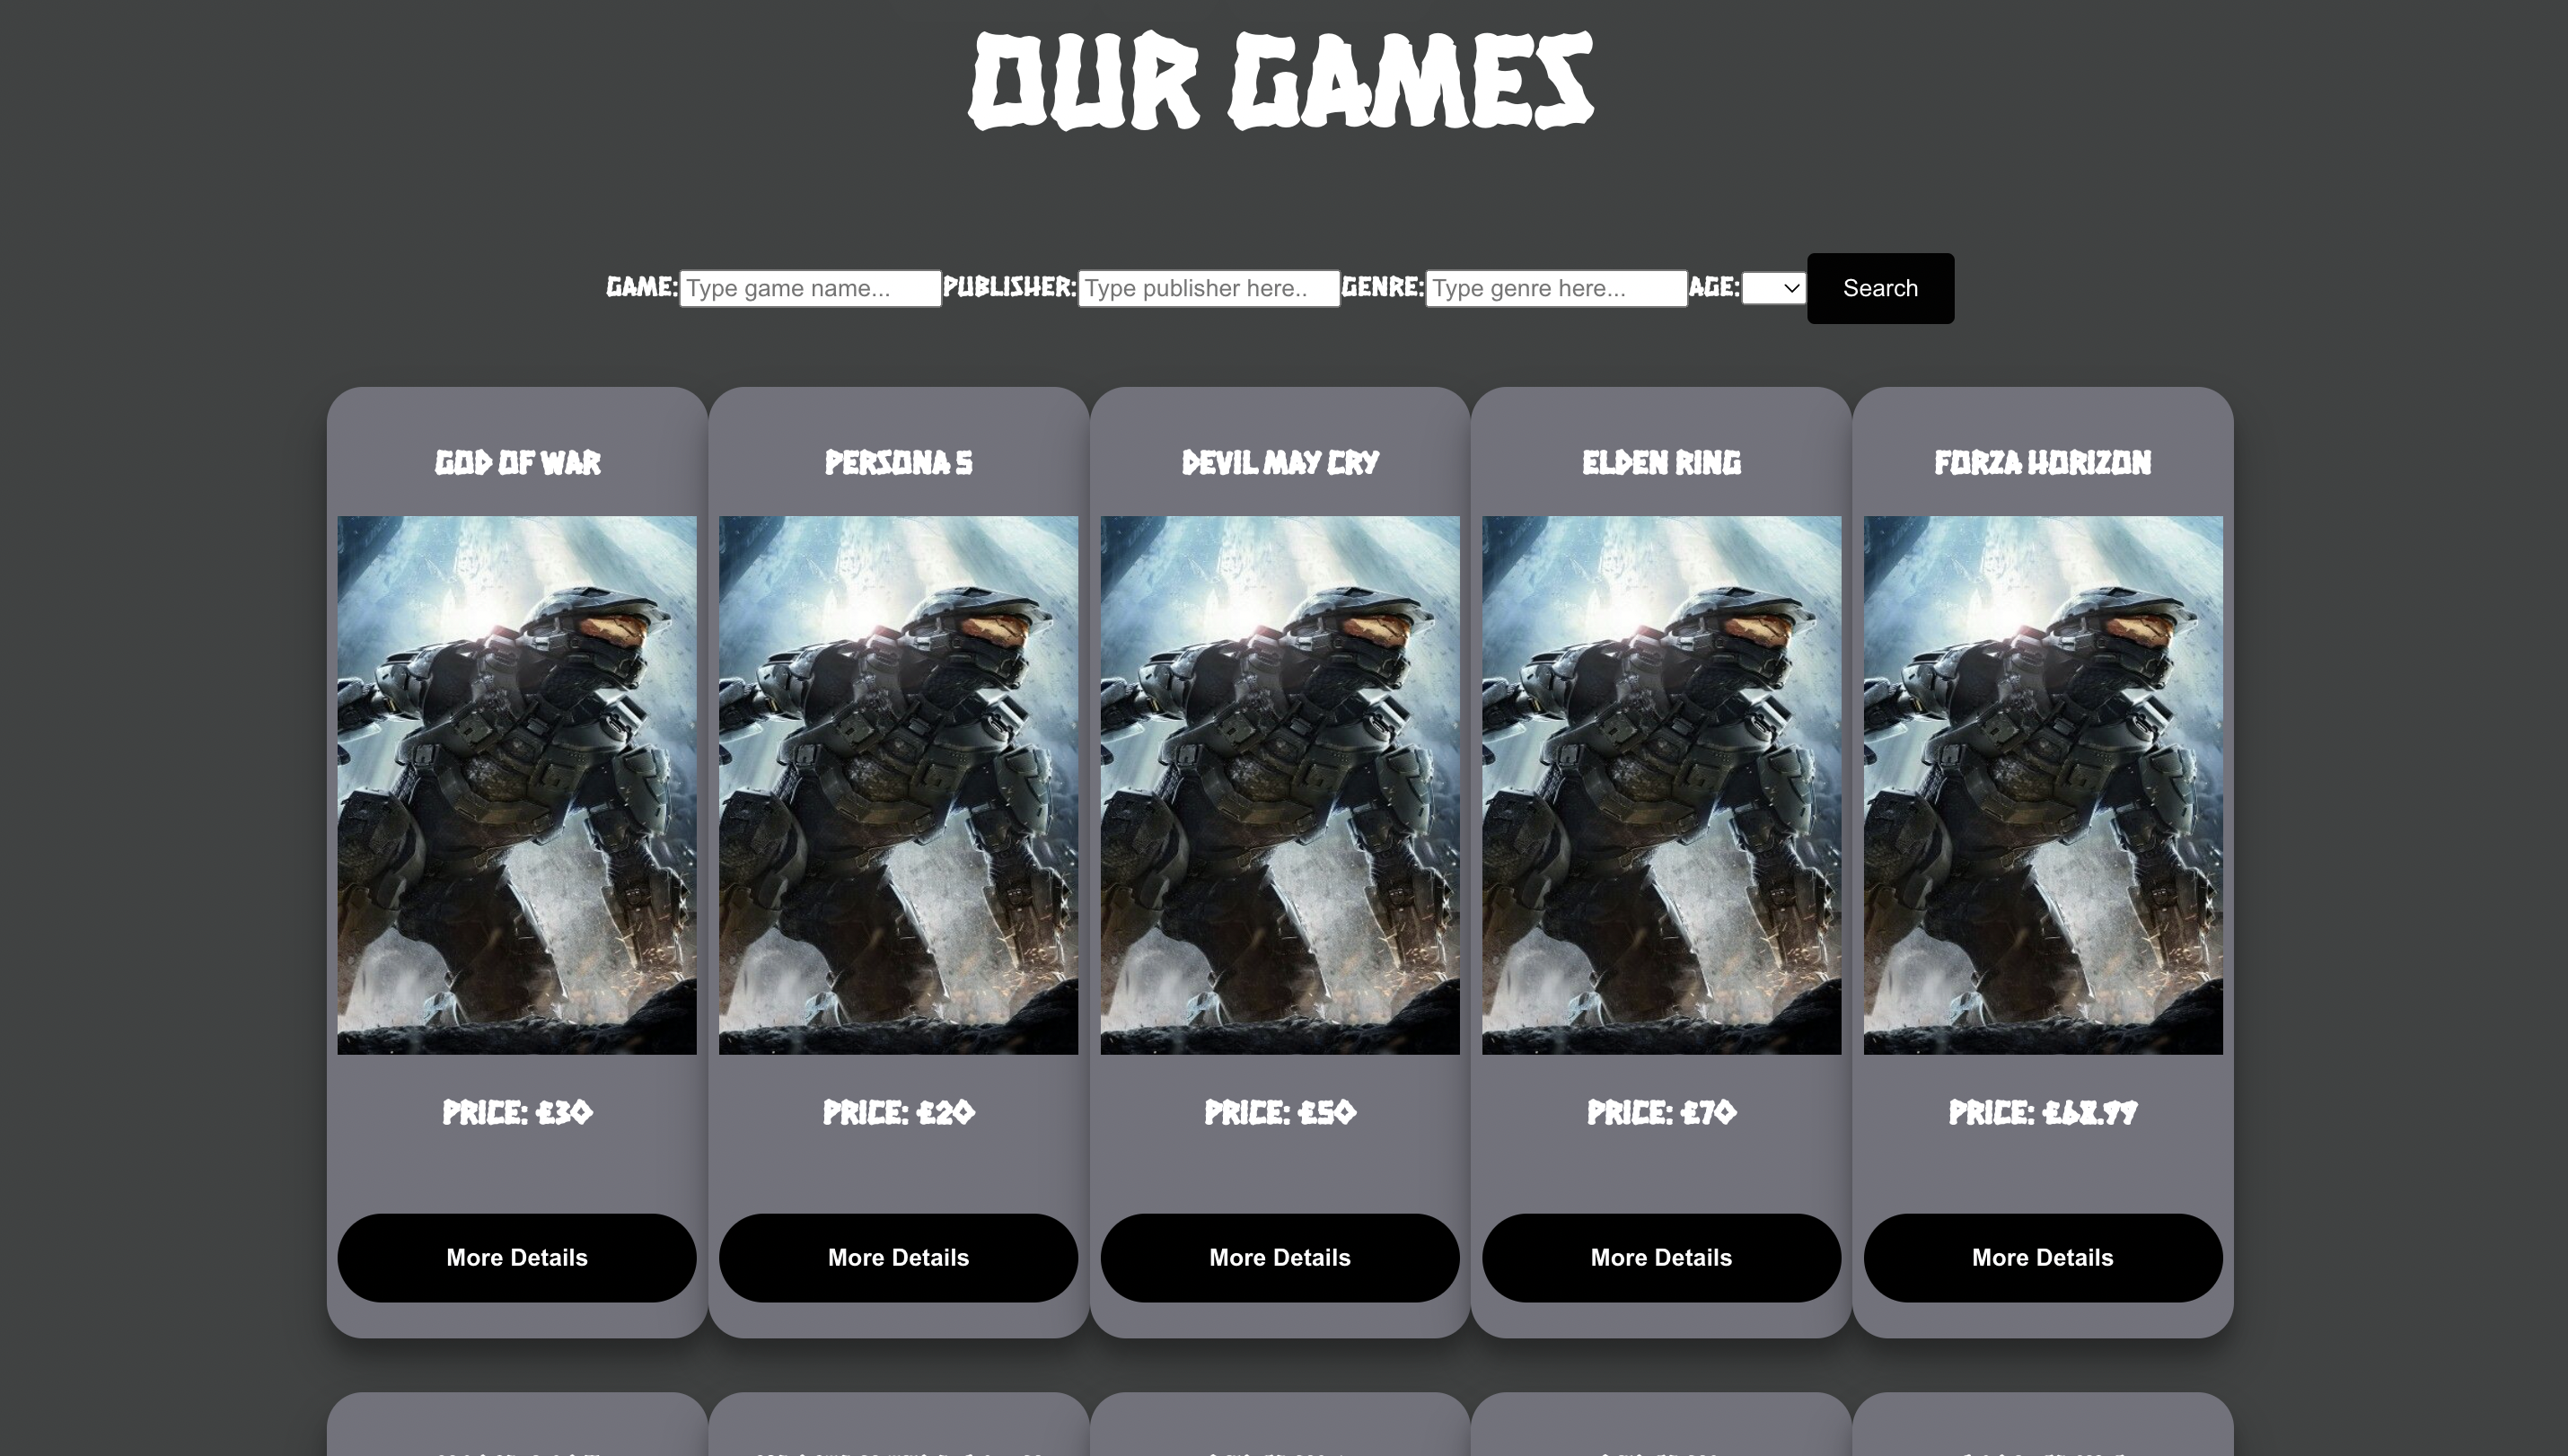 OUR GAMES
GAME: Type game name... PUBLISHER: Type publisher here.. GENRE: Type genre here... AGE: Search
GOD OF WAR PERSONA 5 DEVIL MAY CRY ELDEN RING FORZA HORIZON
PRICE: £30 PRICE: £20 PRICE: £50 PRICE: £70 PRICE: £68.99
More Details More Details More Details More Details More Details